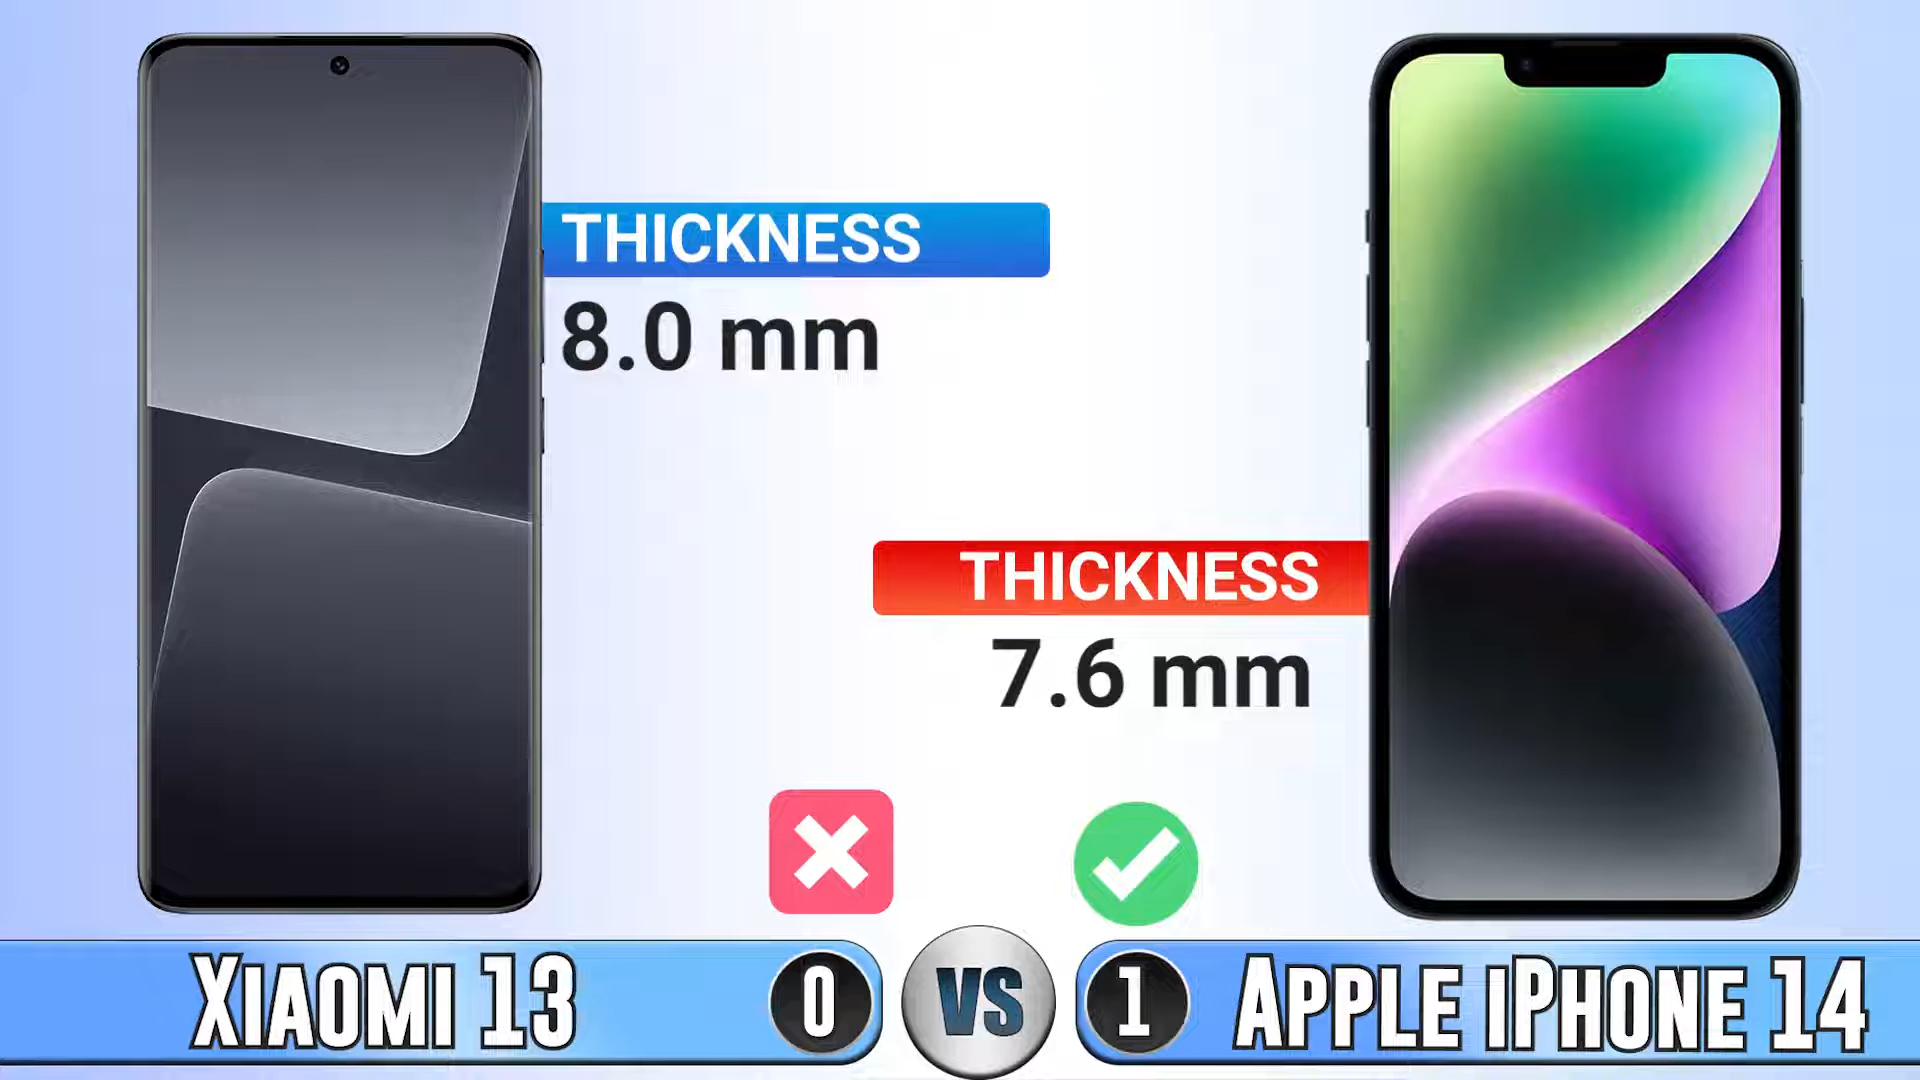 THICKNESS
8.0 mm
THICKNESS
7.6 mm
XIAOMI 13
0
VS
1
APPLE iPHONE 14